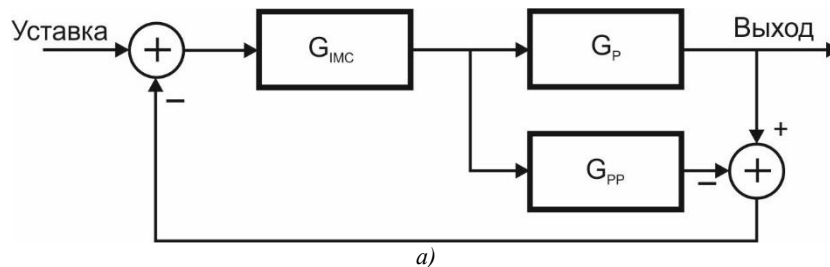 Уставка
Выход
+
G_IMC
G_P
−
+
G_PP
−
+
а)